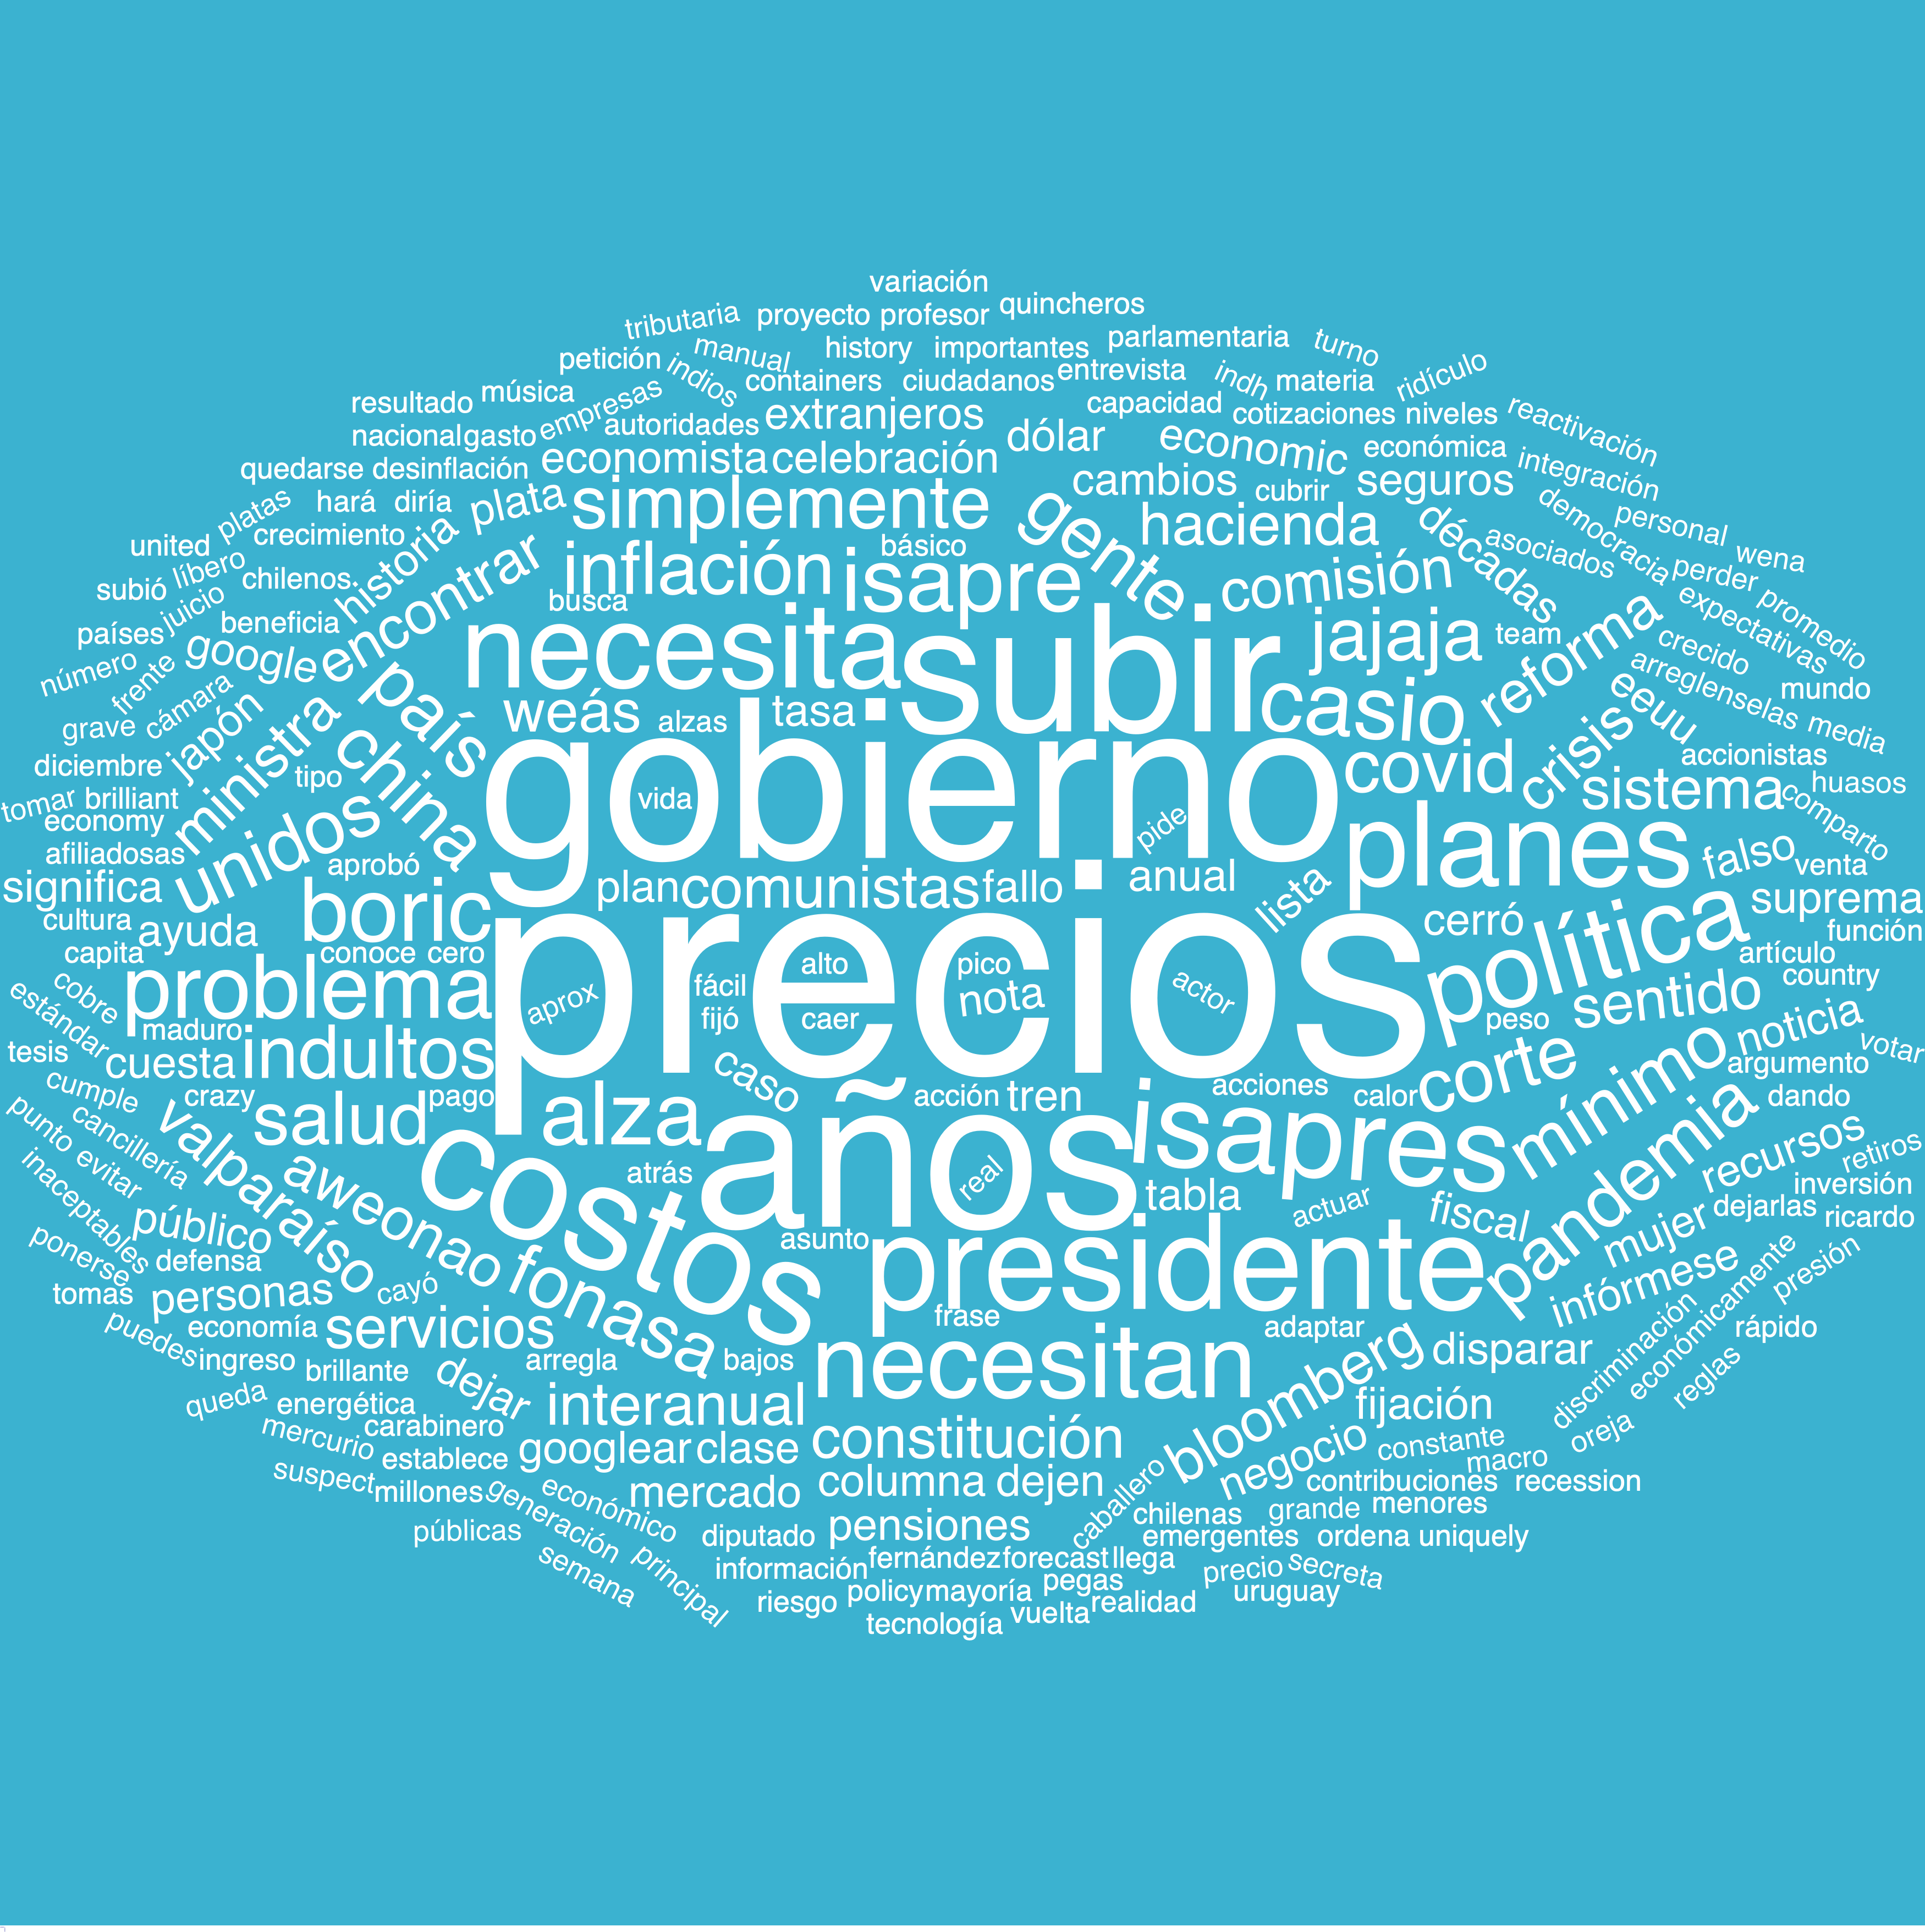 variación
quincheros
tributaria
proyecto
profesor
parlamentaria
turno
petición
manual
history
importantes
indios
containers
ciudadanos
entrevista
indh
materia
ridículo
resultado
música
empresas
autoridades
extranjeros
capacidad
cotizaciones
niveles
reactivación
nacional
gasto
dólar
economic
económica
integración
quedarse
desinflación
economista
celebración
cambios
cubrir
seguros
democracia
personal
platas
hará
diría
plata
simplemente
gente
hacienda
décadas
asociados
wena
united
crecimiento
historia
encontrar
inflación
básico
isapre
comisión
perder
promedio
subió
líbero
chilenos
busca
expectativas
juicio
beneficia
países
google
necesita
subir
jajaja
team
reforma
crecido
número
frente
cámara
país
weás
alzas
tasa
casio
eeuu
arreglenselas
mundo
media
grave
japón
ministra
china
gobierno
covid
crisis
accionistas
diciembre
tipo
vida
pide
sistema
huasos
tomar
brilliant
economy
unidos
planes
comparto
afiliadosas
aprobó
falso
venta
significa
boric
plan
comunistas
fallo
anual
lista
política
suprema
cultura
ayuda
cerró
función
capita
conoce
cero
precios
artículo
problema
alto
pico
actor
sentido
country
cobre
estándar
aprox
fácil
nota
fijó
caer
peso
mínimo
noticia
maduro
tesis
cuesta
indultos
caso
corte
argumento
votar
cumple
crazy
pago
acción
tren
acciones
calor
dando
punto
cancillería
valparaíso
salud
alza
años
isapres
pandemia
recursos
retiros
evitar
inaceptables
aweonao
costos
atrás
real
tabla
actuar
fiscal
inversión
dejarlas
ricardo
público
mujer
ponerse
defensa
asunto
presidente
infórmese
económicamente
presión
tomas
personas
cayó
fonasa
frase
adaptar
discriminación
rápido
puedes
economía
servicios
necesitan
bloomberg
disparar
reglas
ingreso
brillante
dejar
arregla
bajos
queda
energética
interanual
fijación
oreja
mercurio
carabinero
constitución
negocio
constante
macro
establece
googlear
clase
suspect
millones
generación
económico
mercado
columna
dejen
caballero
contribuciones
recession
públicas
diputado
pensiones
chilenas
grande
menores
emergentes
ordena
uniquely
semana
principal
información
fernández
forecast
llega
precio
secreta
riesgo
policy
mayoría
pegas
realidad
uruguay
tecnología
vuelta